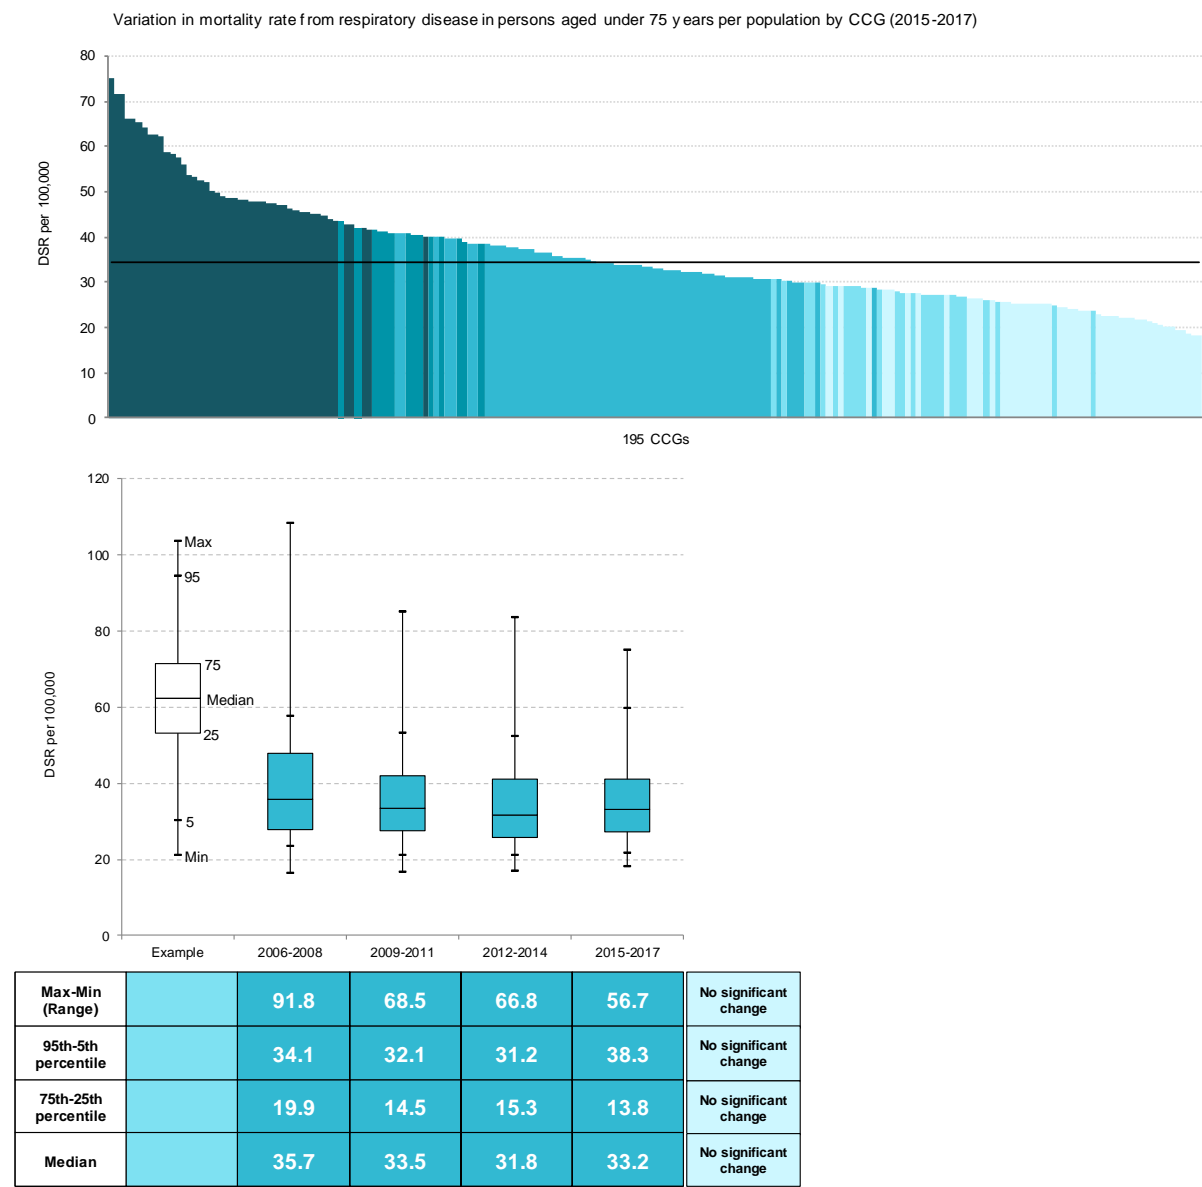 Variation in mortality rate from respiratory disease in persons aged under 75 years per population by CCG (2015-2017)
80
70
60
50
40
30
20
10
0
DSR per 100,000
195 CCGs
120
100
80
60
40
20
0
DSR per 100,000
Max
95
75
Median
25
5
Min
Example 2006-2008 2009-2011 2012-2014 2015-2017
Max-Min
(Range)
91.8 68.5 66.8 56.7
No significant
change
95th-5th
percentile
34.1 32.1 31.2 38.3
No significant
change
75th-25th
percentile
19.9 14.5 15.3 13.8
No significant
change
Median
35.7 33.5 31.8 33.2
No significant
change